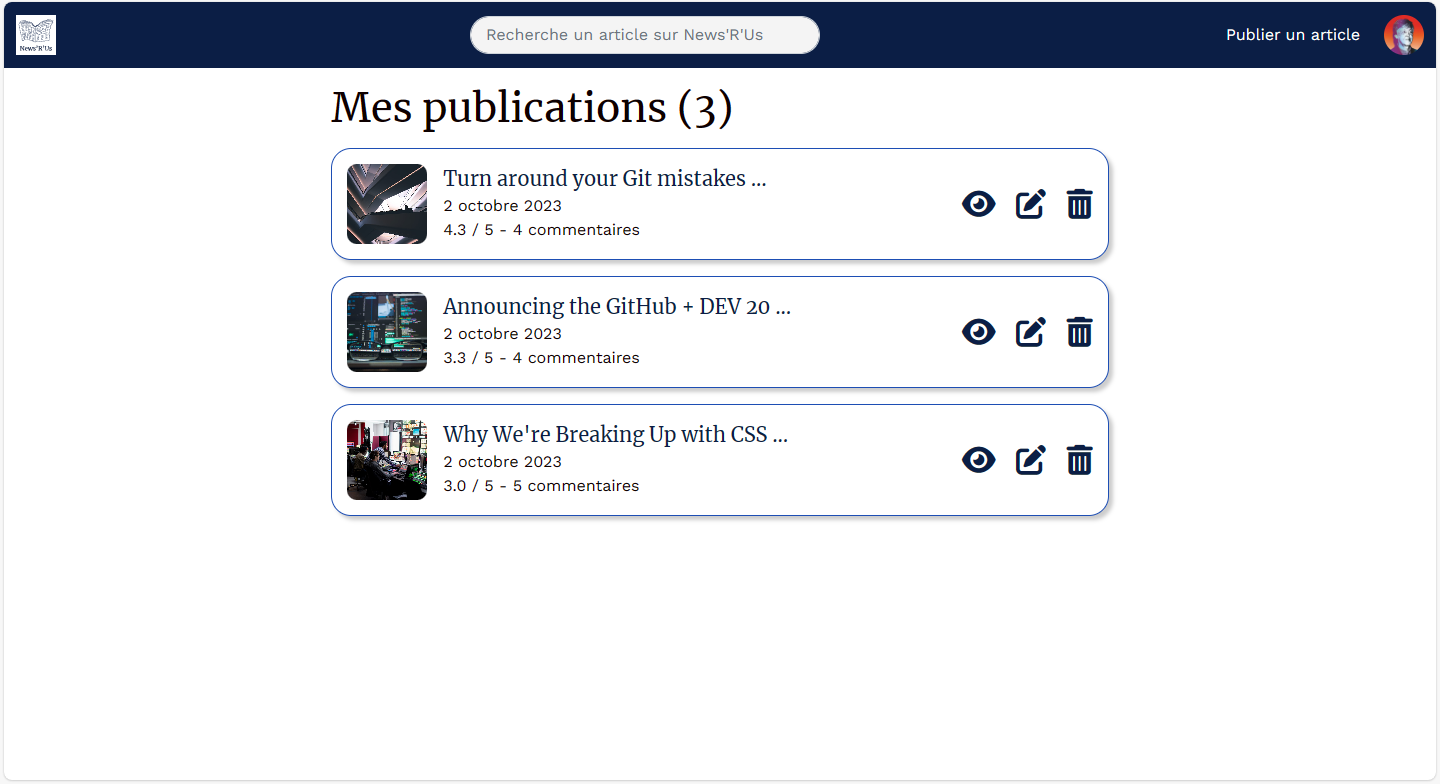 News'R'Us
Recherche un article sur News'R'Us
Publier un article
Mes publications (3)
Turn around your Git mistakes ...
2 octobre 2023
4.3 / 5 - 4 commentaires
Announcing the GitHub + DEV 20 ...
2 octobre 2023
3.3 / 5 - 4 commentaires
Why We're Breaking Up with CSS ...
2 octobre 2023
3.0 / 5 - 5 commentaires